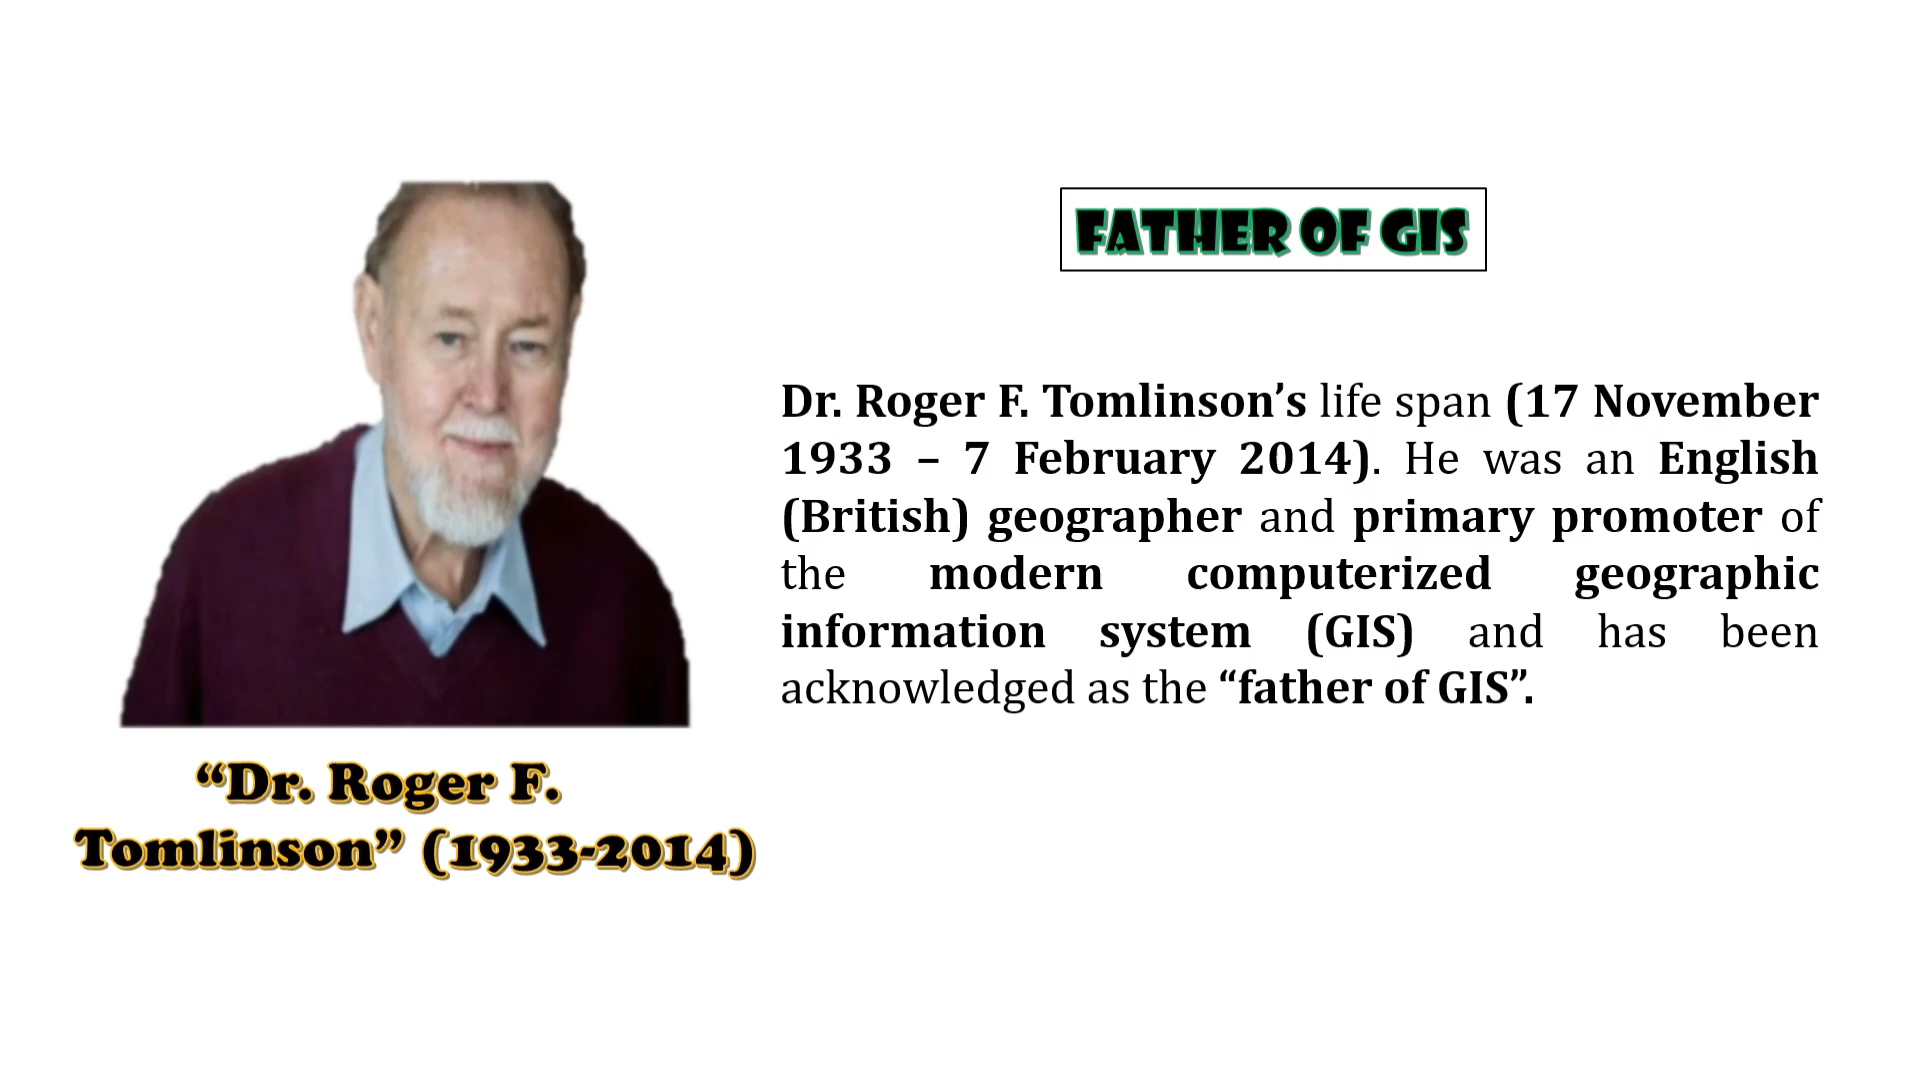 FATHER OF GIS
Dr. Roger F. Tomlinson’s life span (17 November
1933 – 7 February 2014). He was an English
(British) geographer and primary promoter of
the modern computerized geographic
information system (GIS) and has been
acknowledged as the “father of GIS”.
“Dr. Roger F.
Tomlinson” (1933-2014)